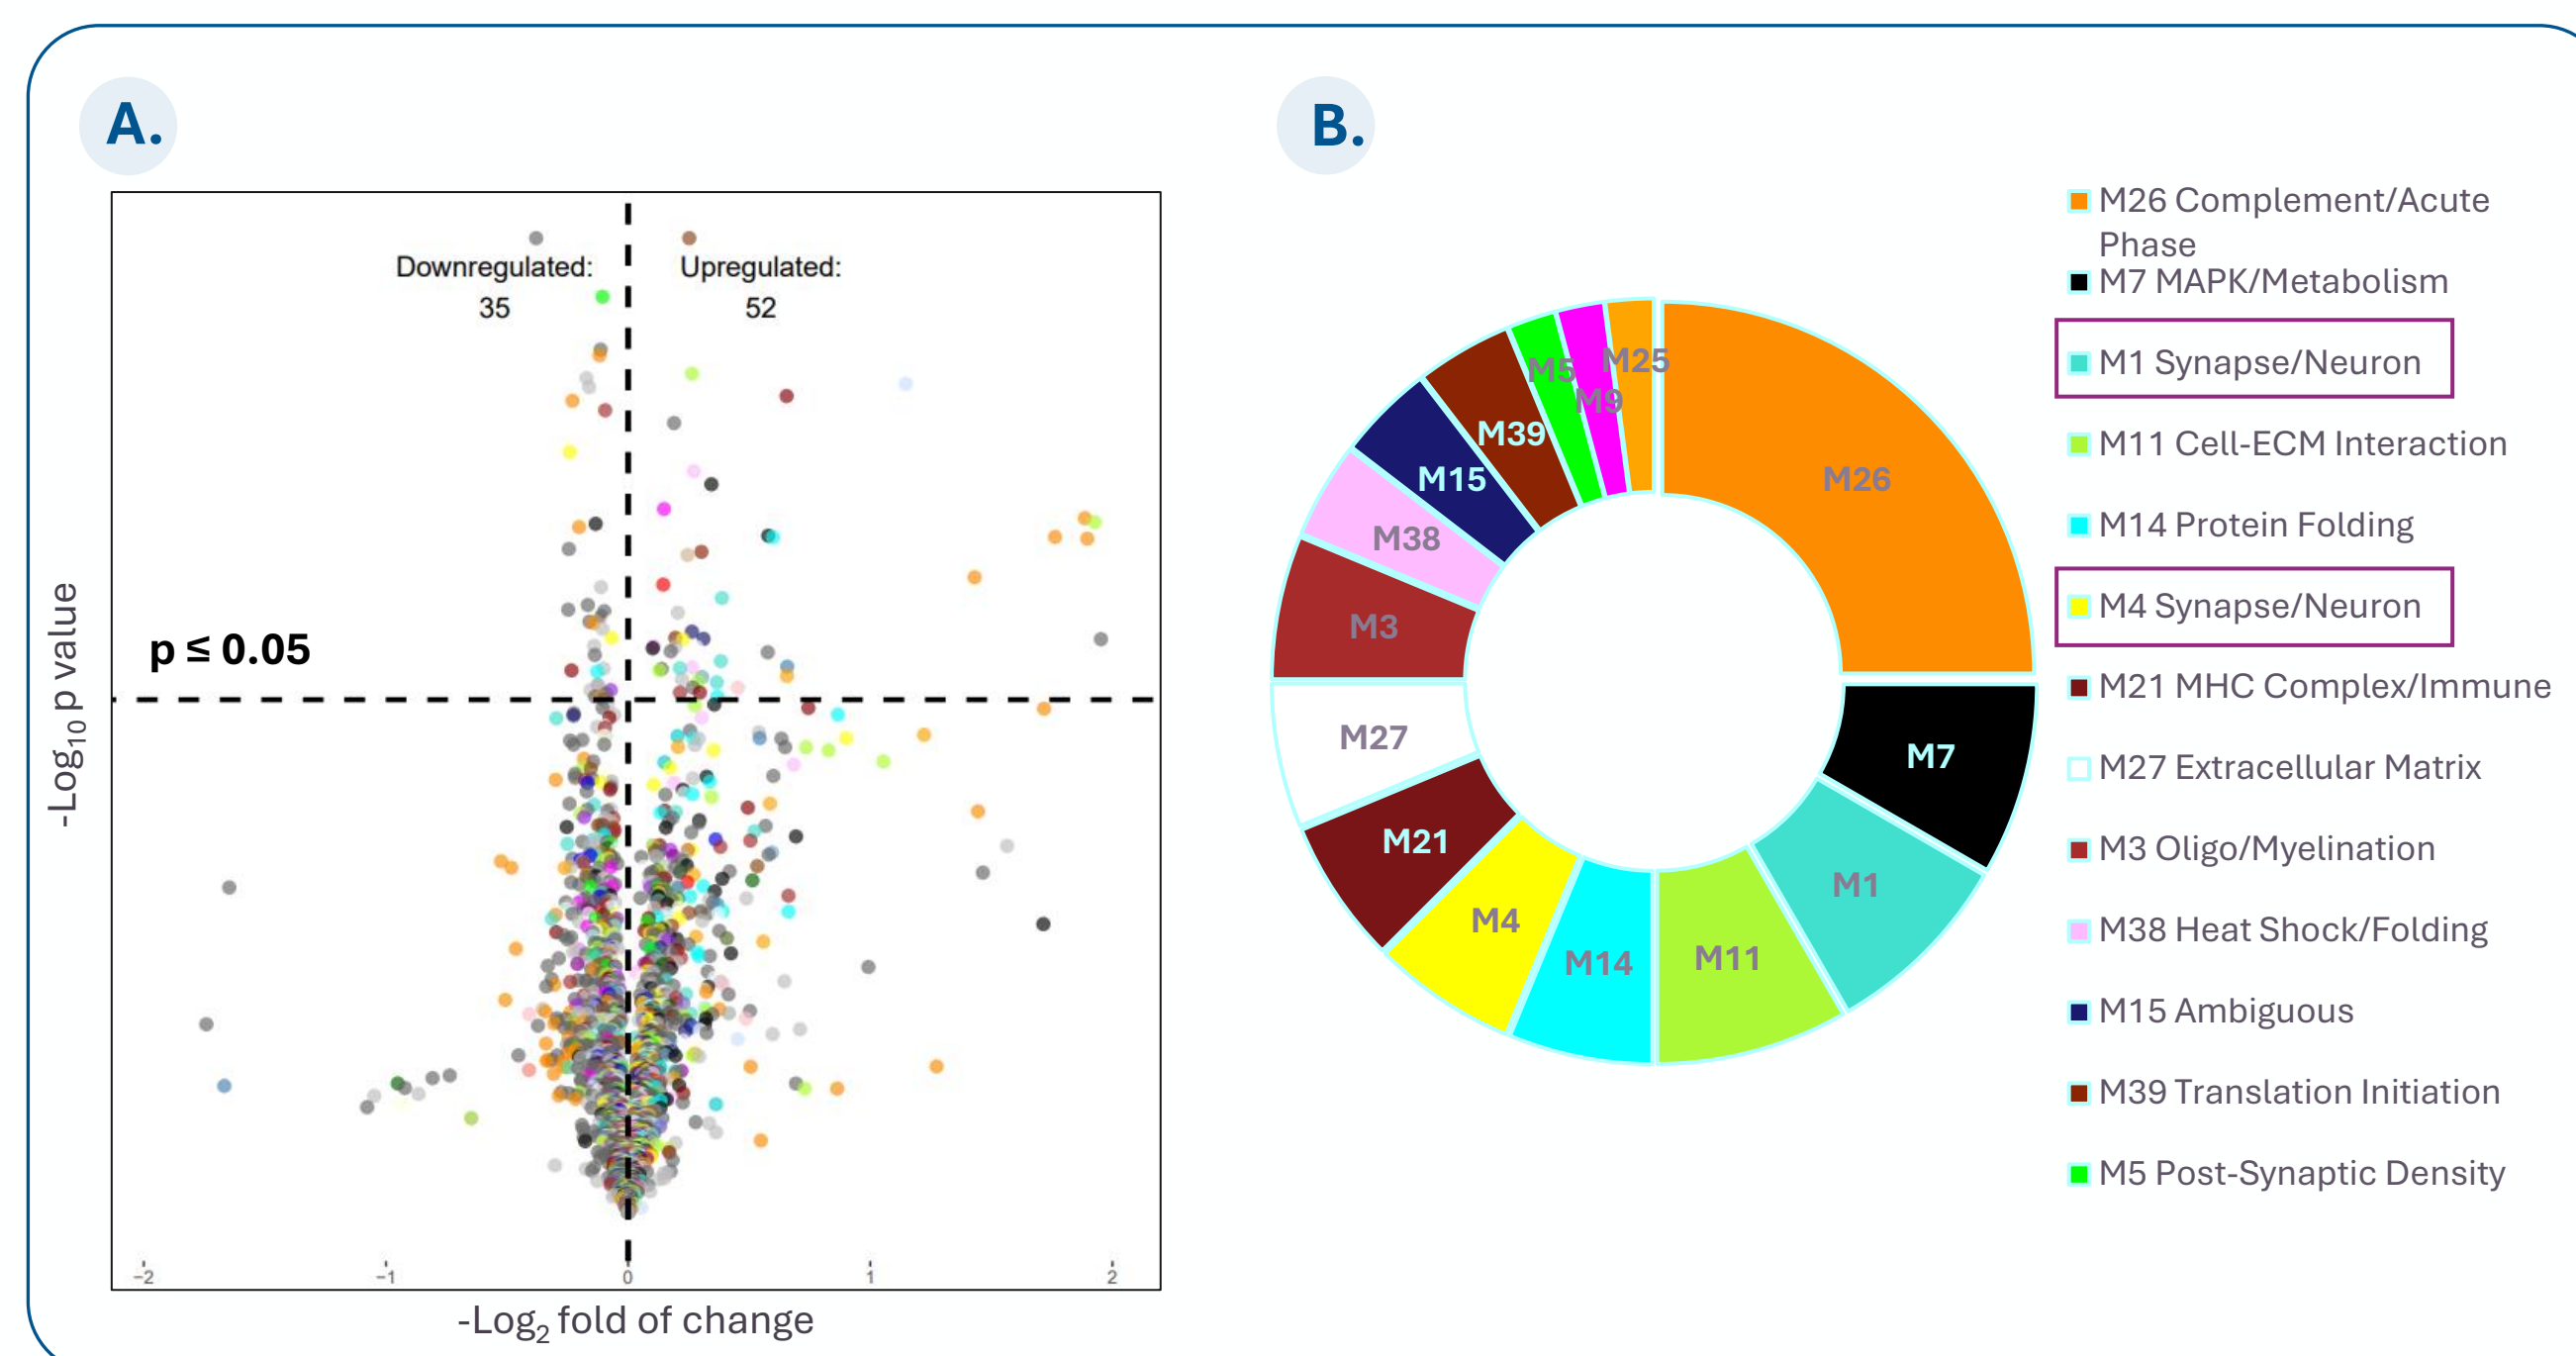 A.
Downregulated:
35
Upregulated:
52
p ≤ 0.05
-Log10 p value
−2
−1
0
1
2
-Log2 fold of change
B.
M26
M7
M1
M11
M14
M4
M21
M27
M3
M38
M15
M39
M5
M9
M25
M26 Complement/Acute
Phase
M7 MAPK/Metabolism
M1 Synapse/Neuron
M11 Cell-ECM Interaction
M14 Protein Folding
M4 Synapse/Neuron
M21 MHC Complex/Immune
M27 Extracellular Matrix
M3 Oligo/Myelination
M38 Heat Shock/Folding
M15 Ambiguous
M39 Translation Initiation
M5 Post-Synaptic Density